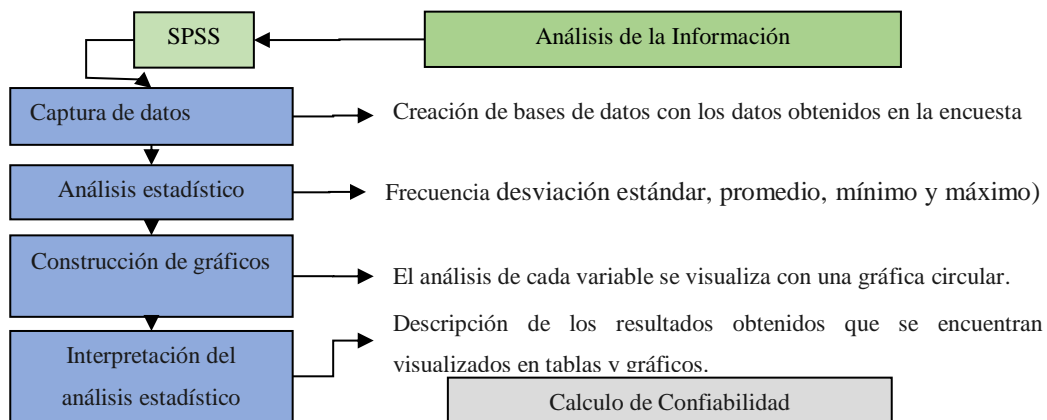 SPSS
Análisis de la Información
Captura de datos
Creación de bases de datos con los datos obtenidos en la encuesta
Análisis estadístico
Frecuencia desviación estándar, promedio, mínimo y máximo)
Construcción de gráficos
El análisis de cada variable se visualiza con una gráfica circular.
Interpretación del
análisis estadístico
Descripción de los resultados obtenidos que se encuentran
visualizados en tablas y gráficos.
Calculo de Confiabilidad